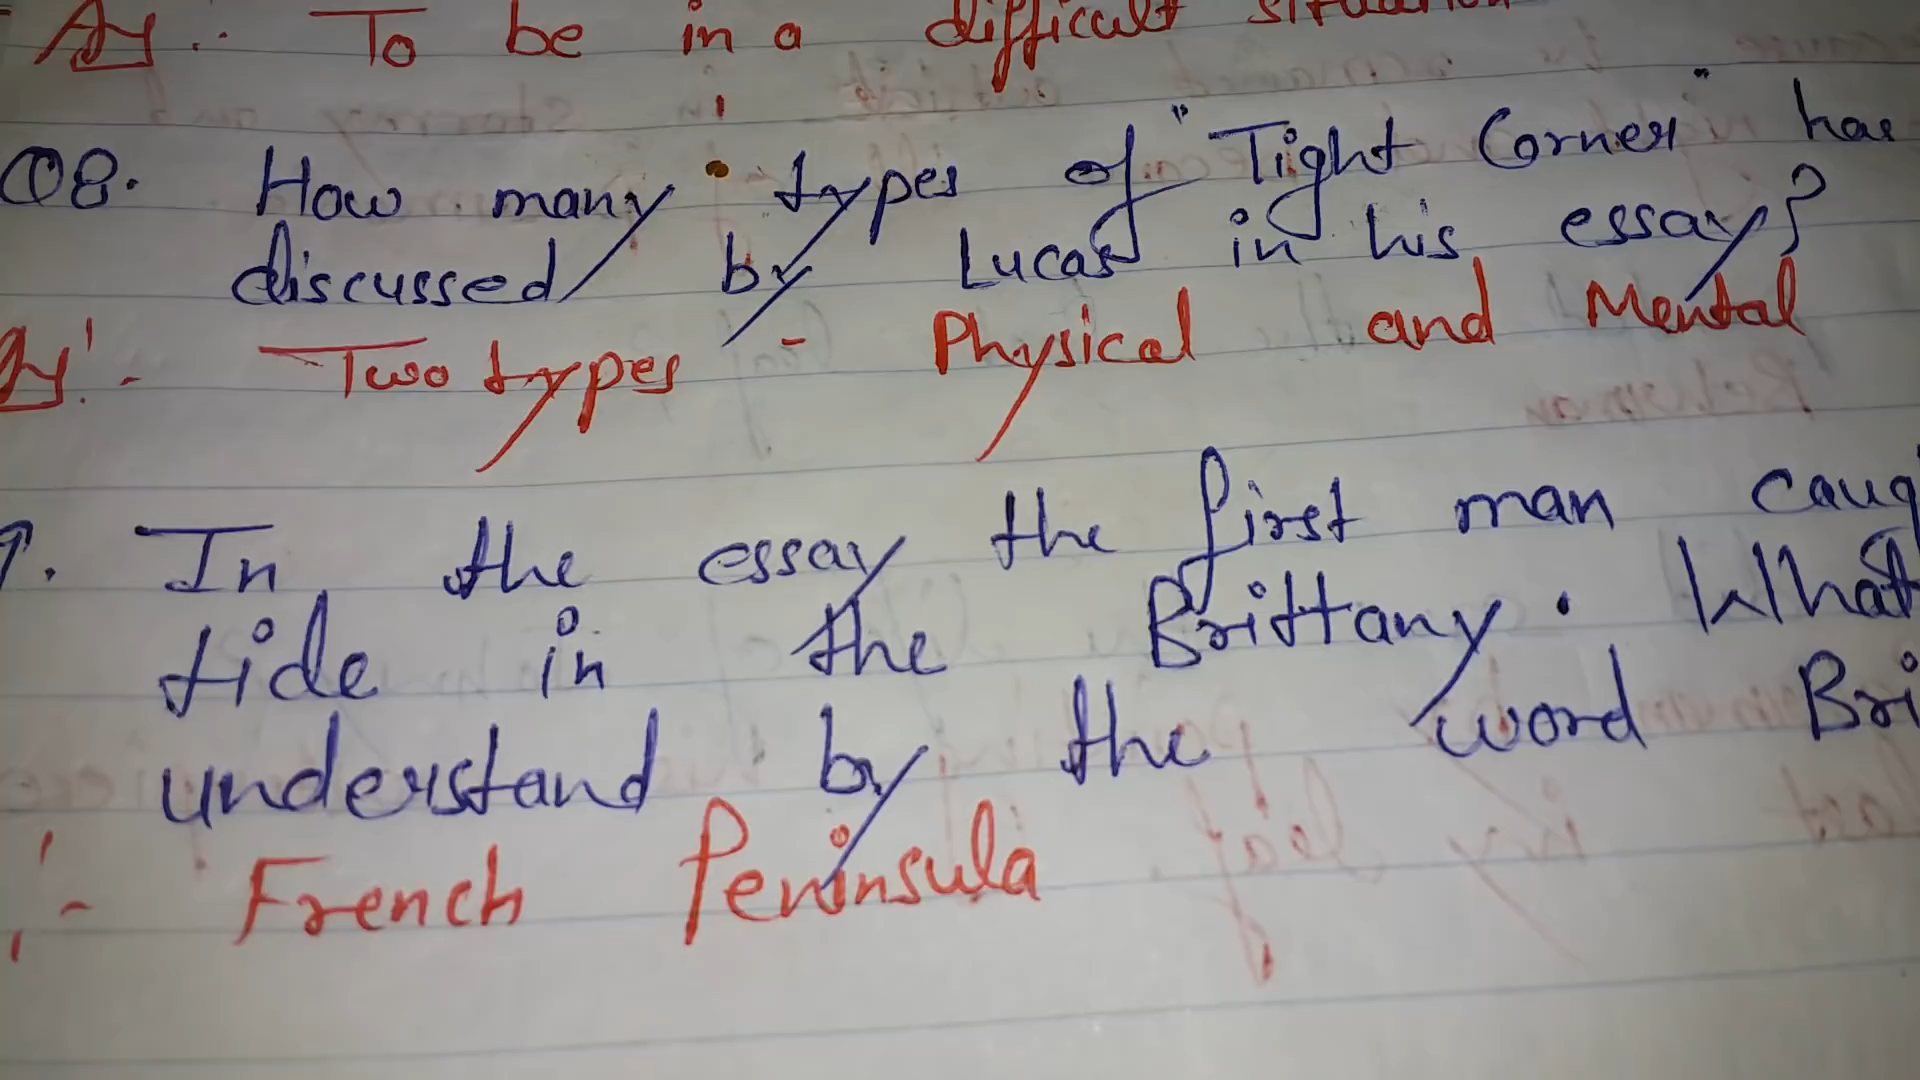 Ans:- To be in a difficult situation
Q8. How many types of "Tight Corner" has
discussed by Lucas in his essay?
Ans:- Two types - Physical and Mental
9. In the essay the first man caug
tide in the Brittany. What
understand by the word Bri
:- French Peninsula